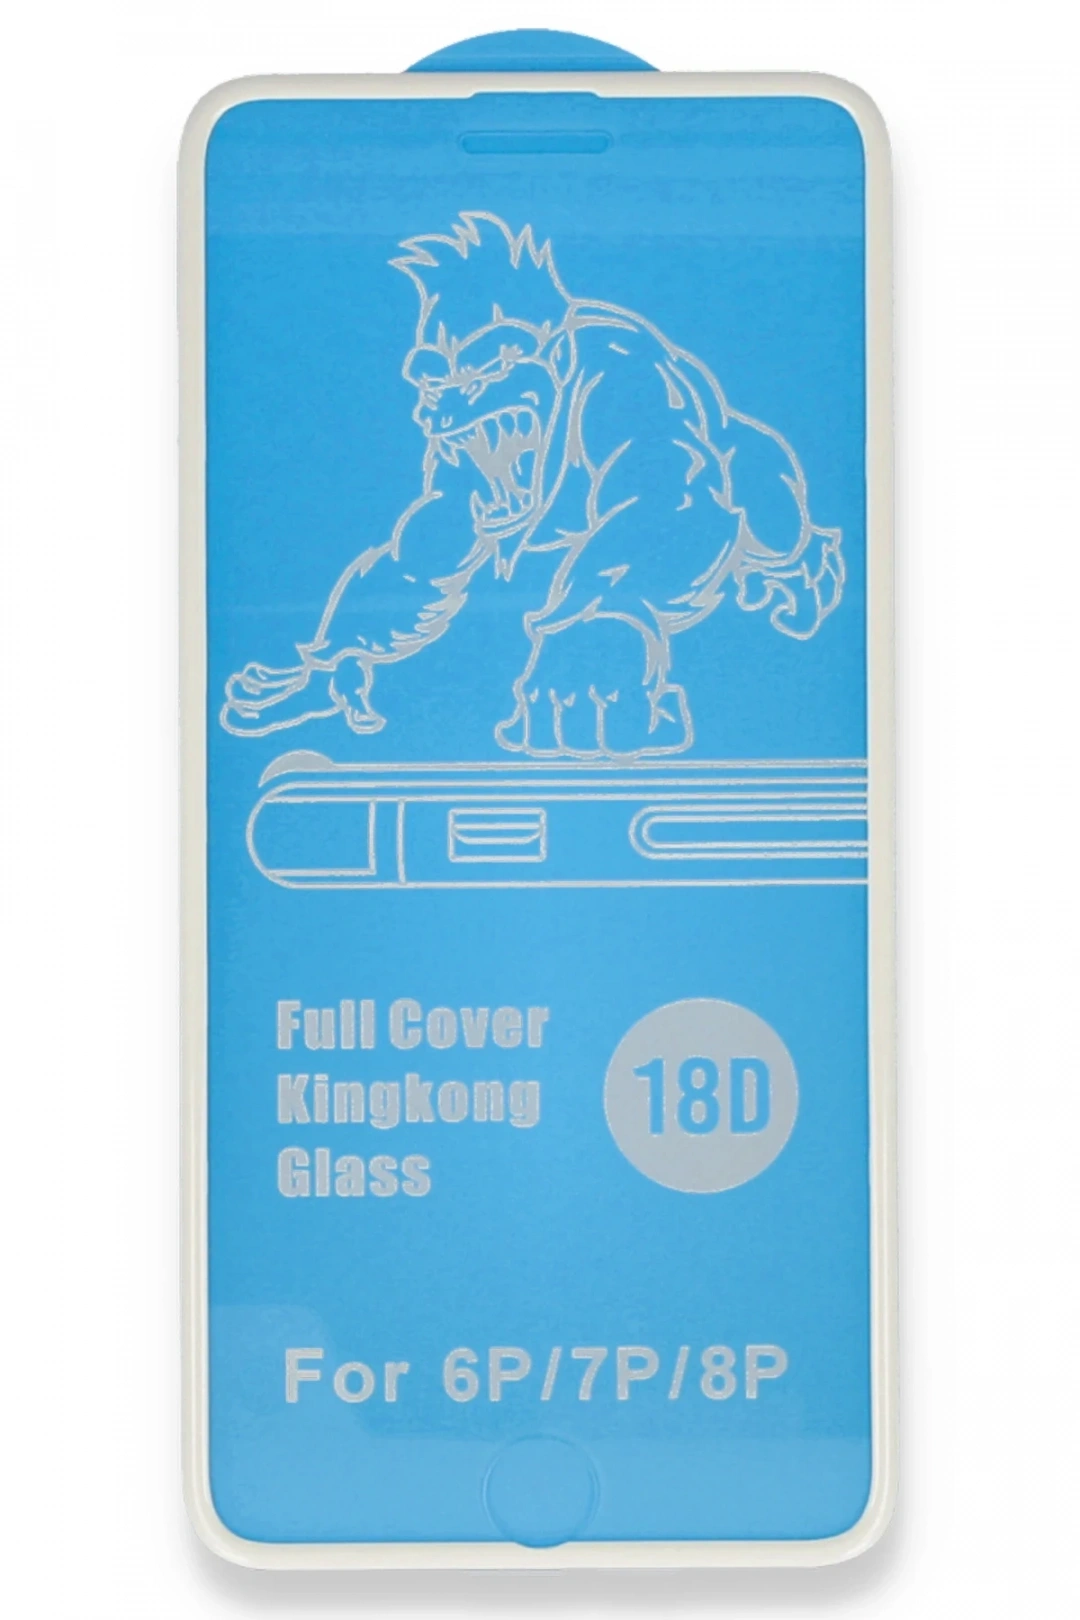 Full Cover
Kingkong
Glass
18D
For 6P/7P/8P